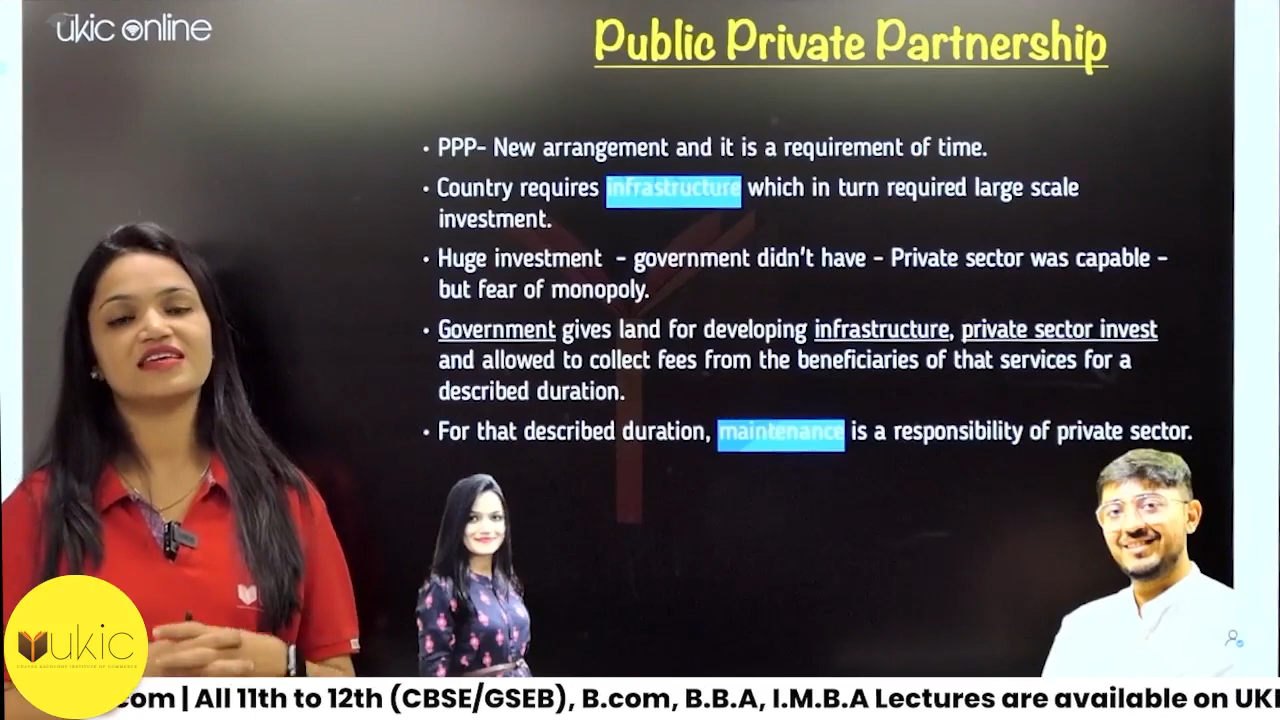 ukic online
Public Private Partnership
• PPP- New arrangement and it is a requirement of time.
• Country requires infrastructure which in turn required large scale
investment.
• Huge investment - government didn't have - Private sector was capable -
but fear of monopoly.
• Government gives land for developing infrastructure, private sector invest
and allowed to collect fees from the beneficiaries of that services for a
described duration.
• For that described duration, maintenance is a responsibility of private sector.
ukic
com | All 11th to 12th (CBSE/GSEB), B.com, B.B.A, I.M.B.A Lectures are available on UKI